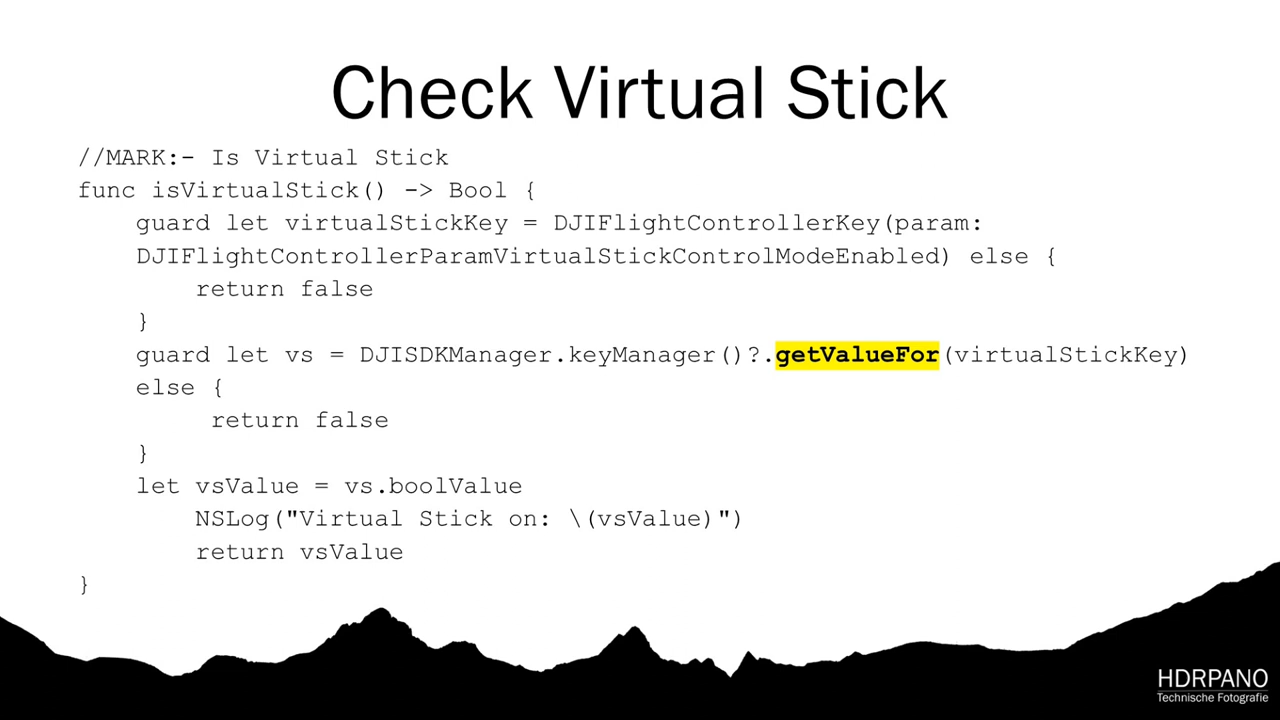 Check Virtual Stick
//MARK:- Is Virtual Stick
func isVirtualStick() -> Bool {
guard let virtualStickKey = DJIFlightControllerKey(param:
DJIFlightControllerParamVirtualStickControlModeEnabled) else {
return false
}
guard let vs = DJISDKManager.keyManager()?.getValueFor(virtualStickKey)
else {
return false
}
let vsValue = vs.boolValue
NSLog("Virtual Stick on: \(vsValue)")
return vsValue
}
HDRPANO
Technische Fotografie